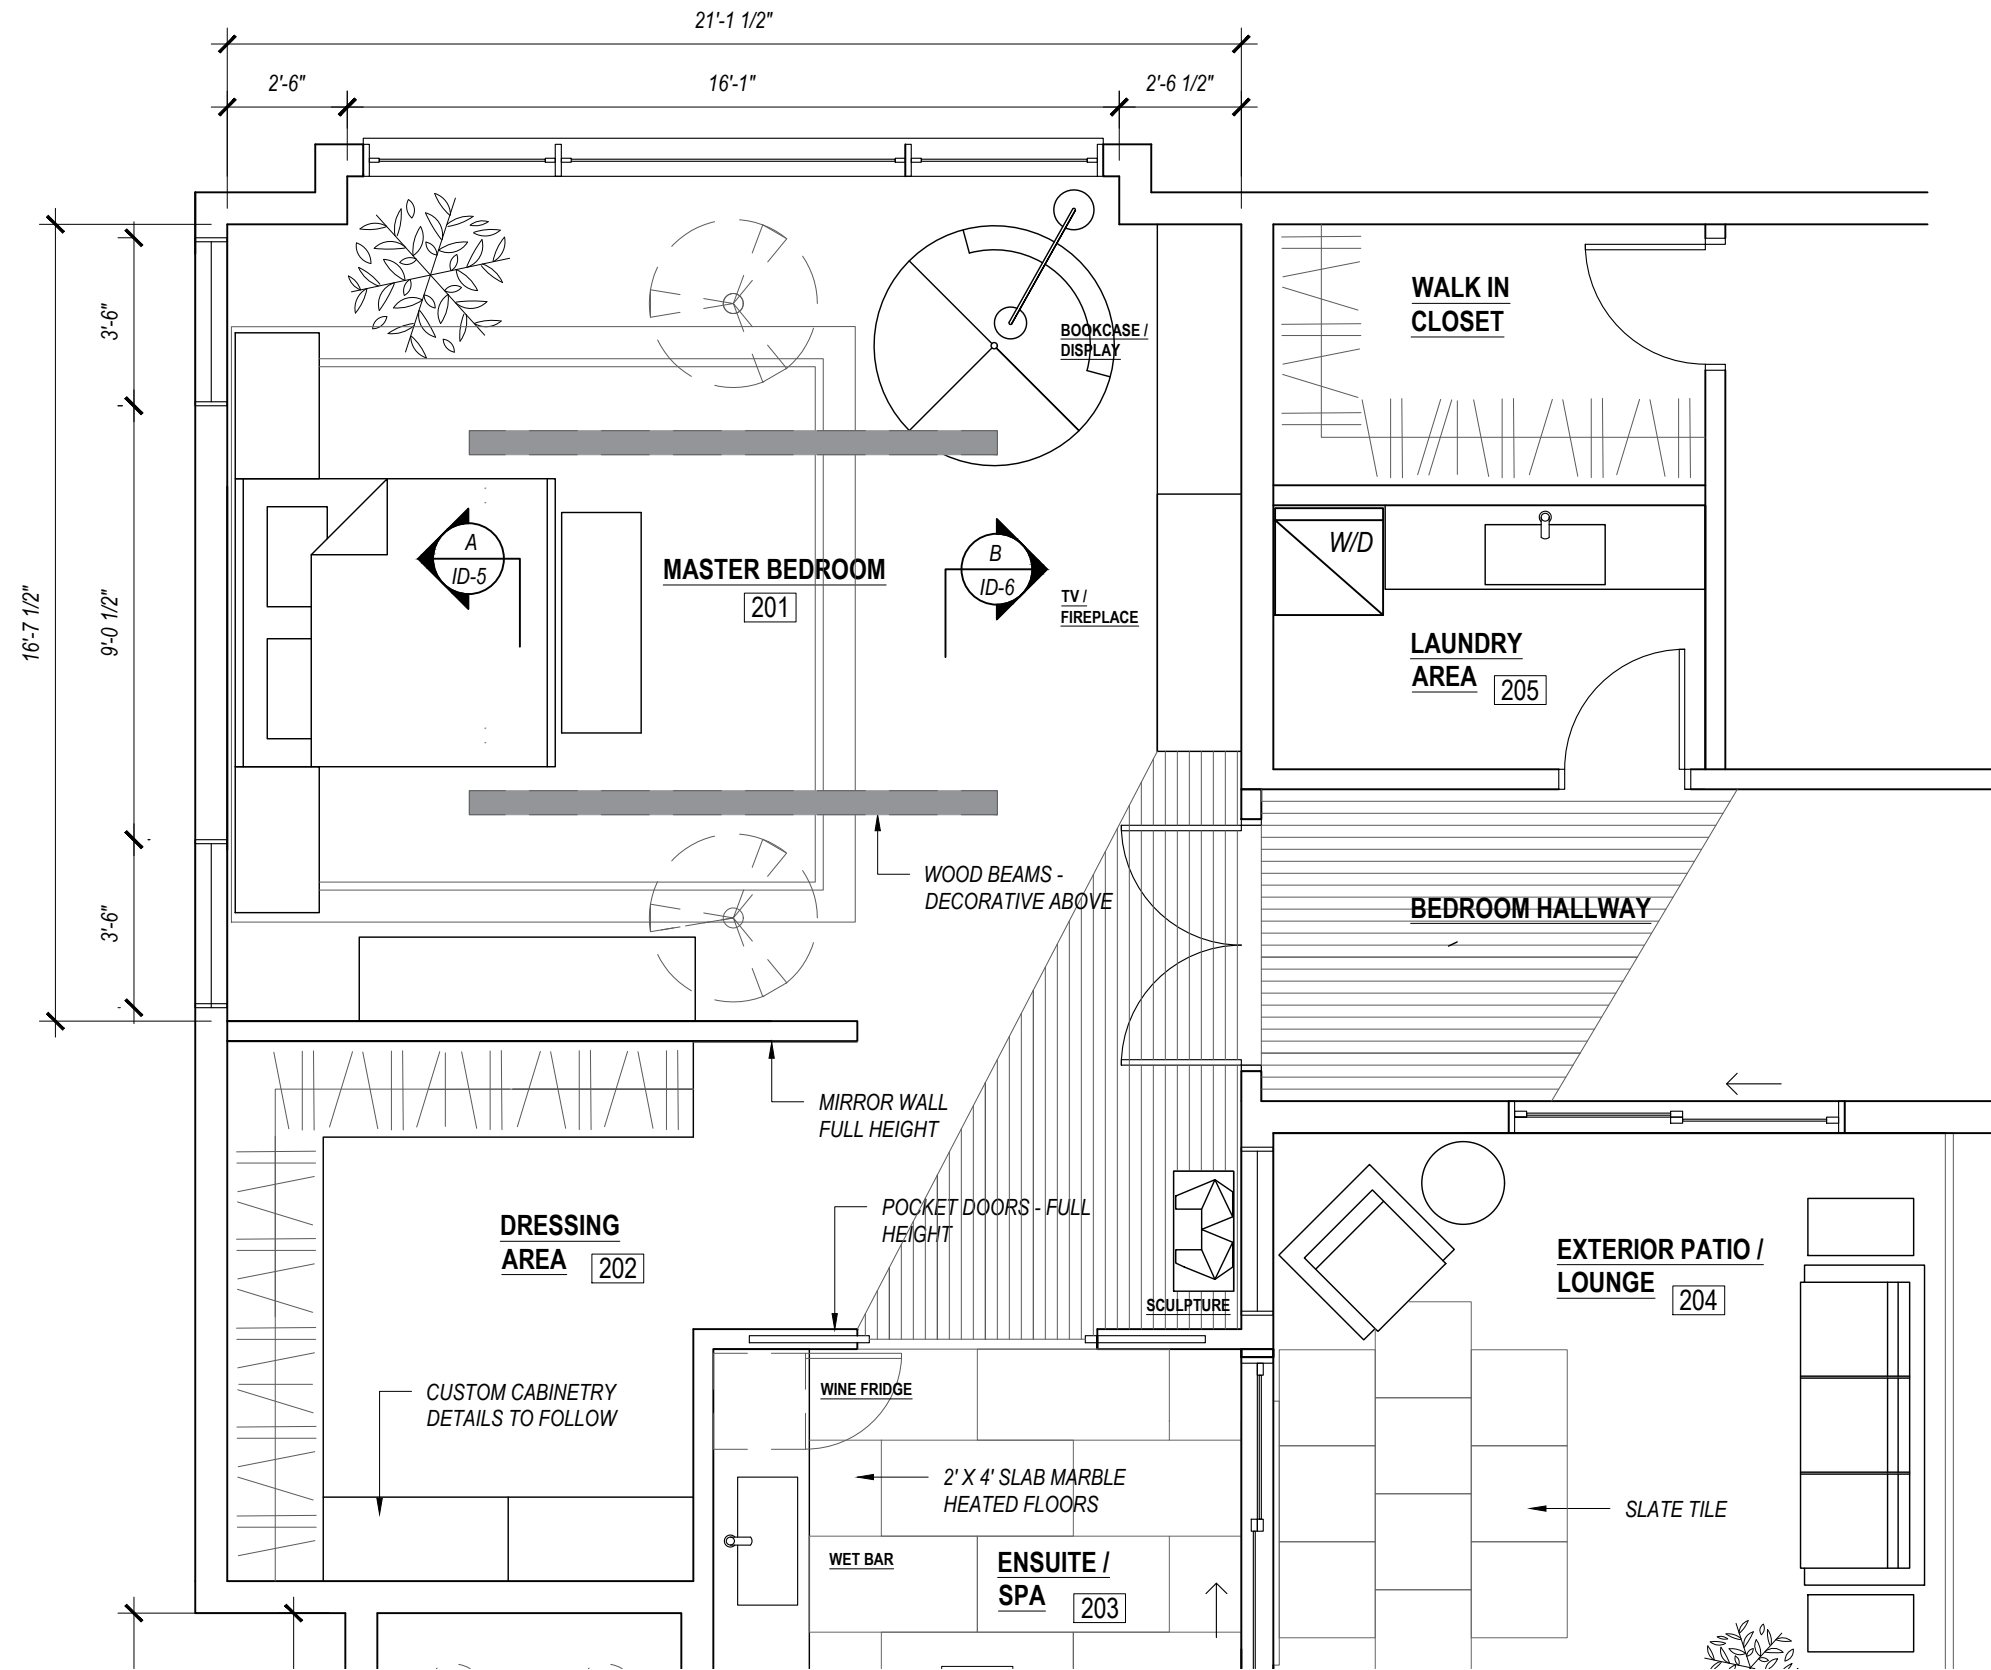 21'-1 1/2"
2'-6"
16'-1"
2'-6 1/2"
3'-6"
16'-7 1/2"
9'-0 1/2"
3'-6"
WALK IN
CLOSET
BOOKCASE /
DISPLAY
A
ID-5
MASTER BEDROOM
201
B
ID-6
TV /
FIREPLACE
W/D
LAUNDRY
AREA 205
WOOD BEAMS -
DECORATIVE ABOVE
BEDROOM HALLWAY
MIRROR WALL
FULL HEIGHT
POCKET DOORS - FULL
HEIGHT
DRESSING
AREA 202
SCULPTURE
EXTERIOR PATIO /
LOUNGE 204
CUSTOM CABINETRY
DETAILS TO FOLLOW
WINE FRIDGE
2' X 4' SLAB MARBLE
HEATED FLOORS
SLATE TILE
WET BAR
ENSUITE /
SPA 203